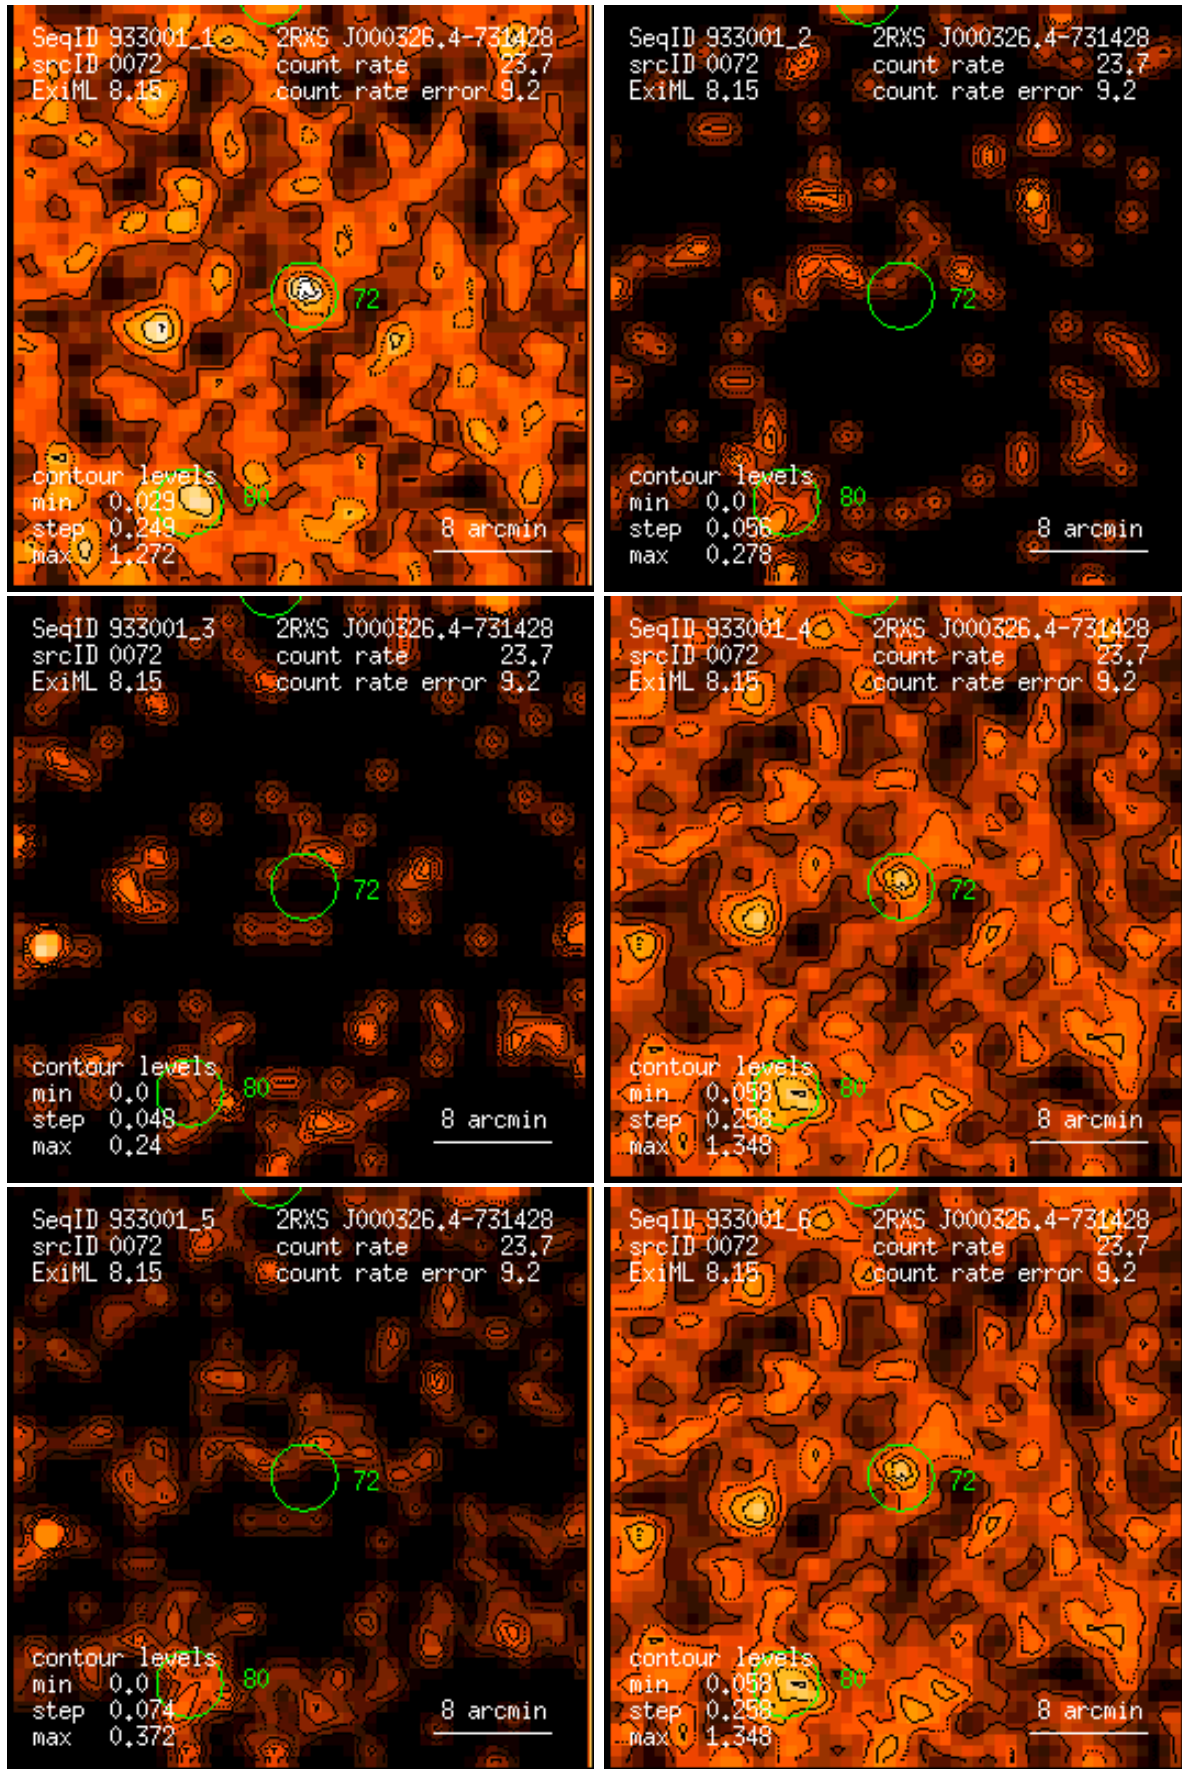 SeqID 933001_1 2RXS J000326.4-731428
srcID 0072 count rate 23.7
ExiML 8.15 count rate error 9.2
72
contour levels
min 0.029 80
step 0.249 8 arcmin
max 1.272
SeqID 933001_2 2RXS J000326.4-731428
srcID 0072 count rate 23.7
ExiML 8.15 count rate error 9.2
72
contour levels
min 0.0 80
step 0.056 8 arcmin
max 0.278
SeqID 933001_3 2RXS J000326.4-731428
srcID 0072 count rate 23.7
ExiML 8.15 count rate error 9.2
72
contour levels
min 0.0 80
step 0.048 8 arcmin
max 0.24
SeqID 933001_4 2RXS J000326.4-731428
srcID 0072 count rate 23.7
ExiML 8.15 count rate error 9.2
72
contour levels
min 0.058 80
step 0.258 8 arcmin
max 1.348
SeqID 933001_5 2RXS J000326.4-731428
srcID 0072 count rate 23.7
ExiML 8.15 count rate error 9.2
72
contour levels
min 0.0 80
step 0.074 8 arcmin
max 0.372
SeqID 933001_6 2RXS J000326.4-731428
srcID 0072 count rate 23.7
ExiML 8.15 count rate error 9.2
72
contour levels
min 0.058 80
step 0.258 8 arcmin
max 1.348